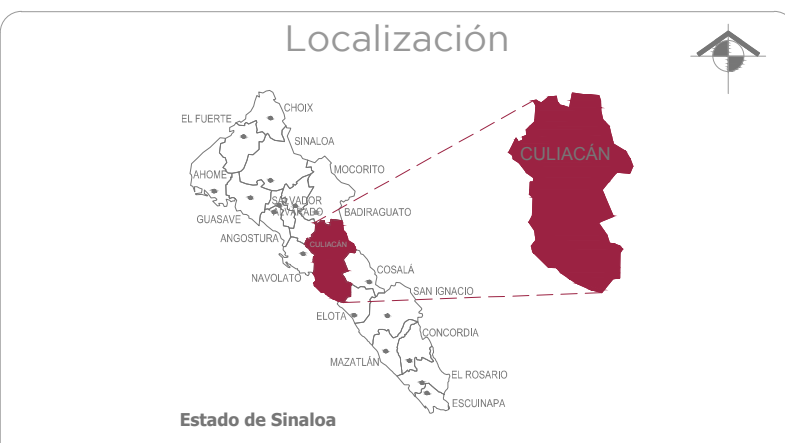 Localización
CHOIX
EL FUERTE
SINALOA
CULIACÁN
MOCORITO
AHOME
SALVADOR
ALVARADO
BADIRAGUATO
GUASAVE
ANGOSTURA
CULIACÁN
COSALÁ
NAVOLATO
SAN IGNACIO
ELOTA
CONCORDIA
MAZATLÁN
EL ROSARIO
ESCUINAPA
Estado de Sinaloa